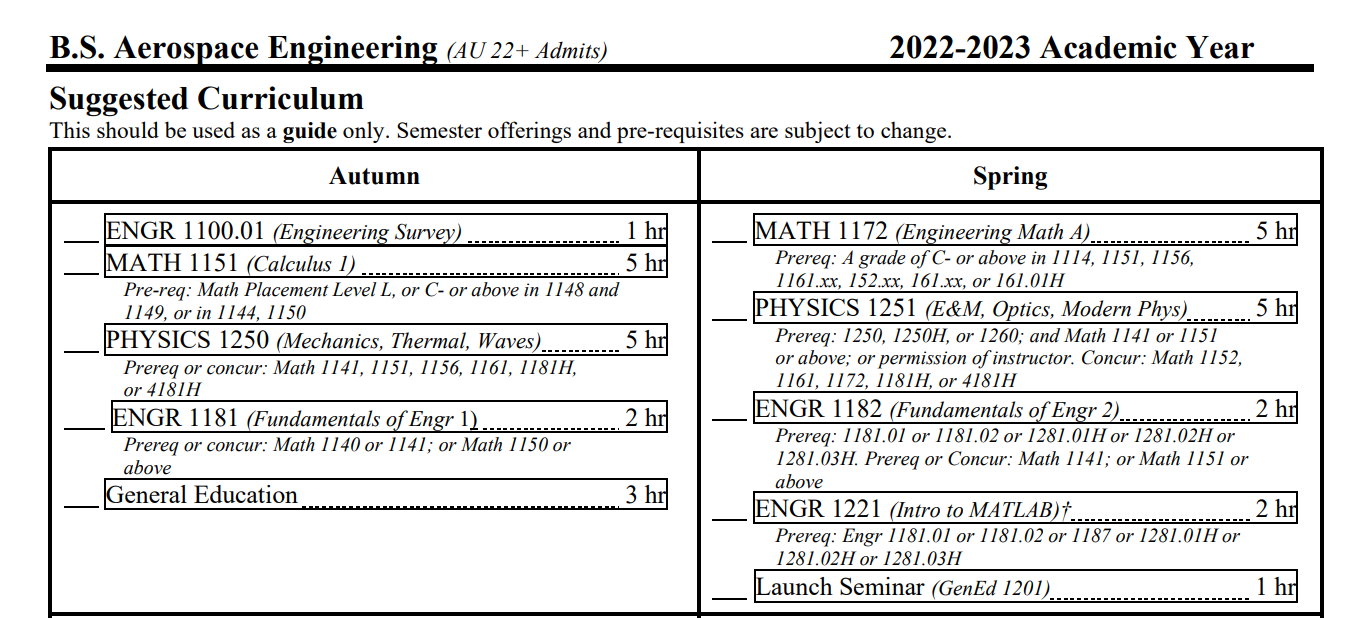 B.S. Aerospace Engineering (AU 22+ Admits) 2022-2023 Academic Year
Suggested Curriculum
This should be used as a guide only. Semester offerings and pre-requisites are subject to change.
Autumn
ENGR 1100.01 (Engineering Survey) 1 hr
MATH 1151 (Calculus 1) 5 hr
Pre-req: Math Placement Level L, or C- or above in 1148 and
1149, or in 1144, 1150
PHYSICS 1250 (Mechanics, Thermal, Waves) 5 hr
Prereq or concur: Math 1141, 1151, 1156, 1161, 1181H,
or 4181H
ENGR 1181 (Fundamentals of Engr 1) 2 hr
Prereq or concur: Math 1140 or 1141; or Math 1150 or
above
General Education 3 hr
Spring
MATH 1172 (Engineering Math A) 5 hr
Prereq: A grade of C- or above in 1114, 1151, 1156,
1161.xx, 152.xx, 161.xx, or 161.01H
PHYSICS 1251 (E&M, Optics, Modern Phys) 5 hr
Prereq: 1250, 1250H, or 1260; and Math 1141 or 1151
or above; or permission of instructor. Concur: Math 1152,
1161, 1172, 1181H, or 4181H
ENGR 1182 (Fundamentals of Engr 2) 2 hr
Prereq: 1181.01 or 1181.02 or 1281.01H or 1281.02H or
1281.03H. Prereq or Concur: Math 1141; or Math 1151 or
above
ENGR 1221 (Intro to MATLAB)† 2 hr
Prereq: Engr 1181.01 or 1181.02 or 1187 or 1281.01H or
1281.02H or 1281.03H
Launch Seminar (GenEd 1201) 1 hr